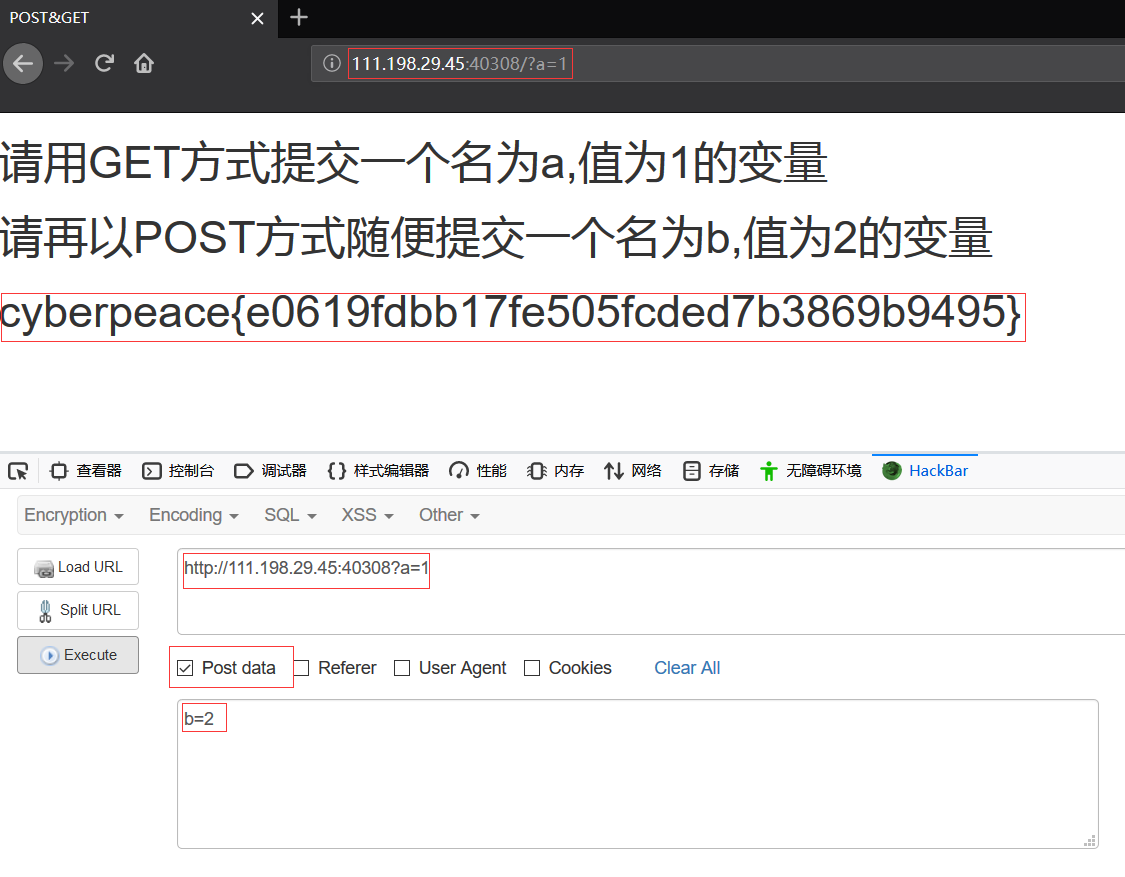 POST&GET
111.198.29.45:40308/?a=1
请用GET方式提交一个名为a,值为1的变量
请再以POST方式随便提交一个名为b,值为2的变量
cyberpeace{e0619fdbb17fe505fcded7b3869b9495}
查看器 控制台 调试器 样式编辑器 性能 内存 网络 存储 无障碍环境 HackBar
Encryption Encoding SQL XSS Other
Load URL http://111.198.29.45:40308?a=1
Split URL
Execute
Post data Referer User Agent Cookies Clear All
b=2